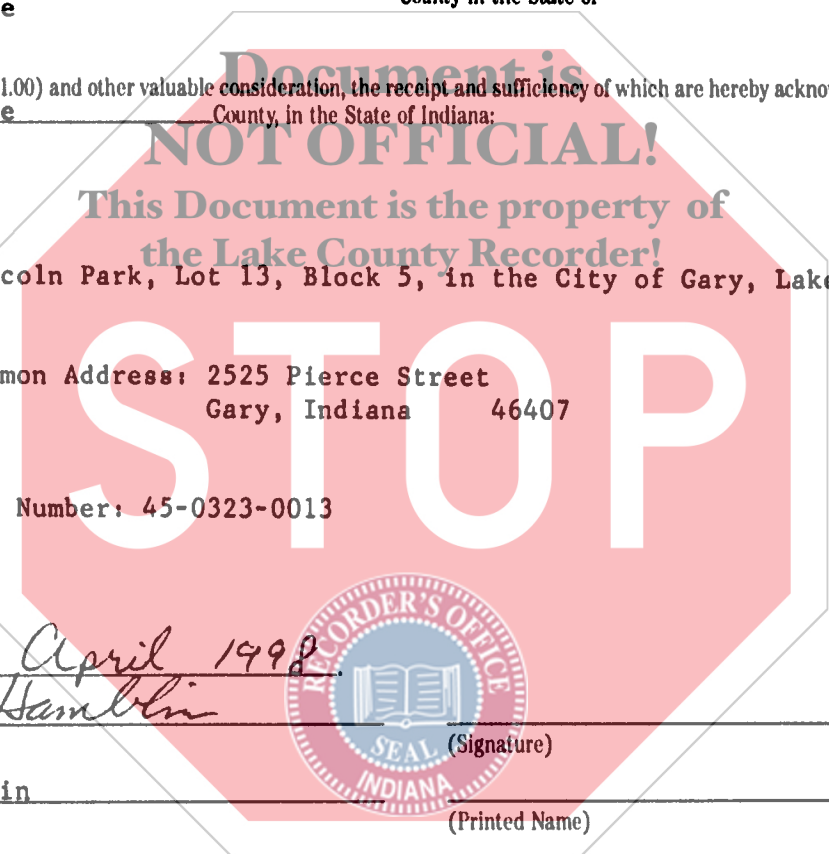 e
County in the State of
Document is
1.00) and other valuable consideration, the receipt and sufficiency of which are hereby ackno
e County, in the State of Indiana:
NOT OFFICIAL!
This Document is the property of
the Lake County Recorder!
coln Park, Lot 13, Block 5, in the City of Gary, Lake
STOP
mon Address: 2525 Pierce Street
Gary, Indiana 46407
Number: 45-0323-0013
RECORDER'S OFFICE
April 1998.
Hamblin
SEAL
(Signature)
INDIANA
in
(Printed Name)